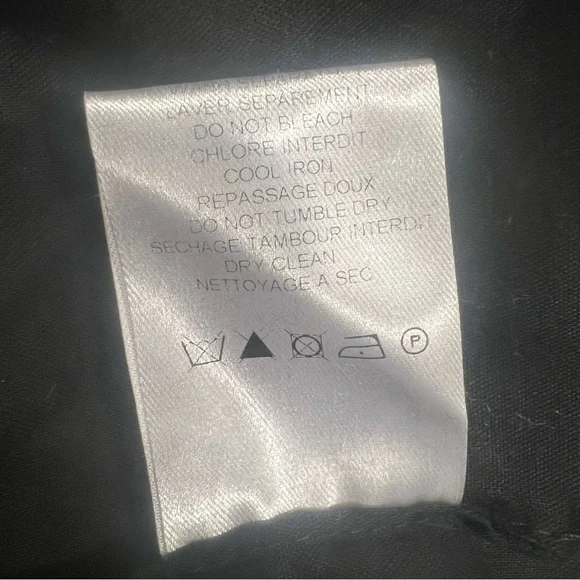 LAVER SEPAREMENT
DO NOT BLEACH
CHLORE INTERDIT
COOL IRON
REPASSAGE DOUX
DO NOT TUMBLE DRY
SECHAGE TAMBOUR INTERDIT
DRY CLEAN
NETTOYAGE A SEC
P